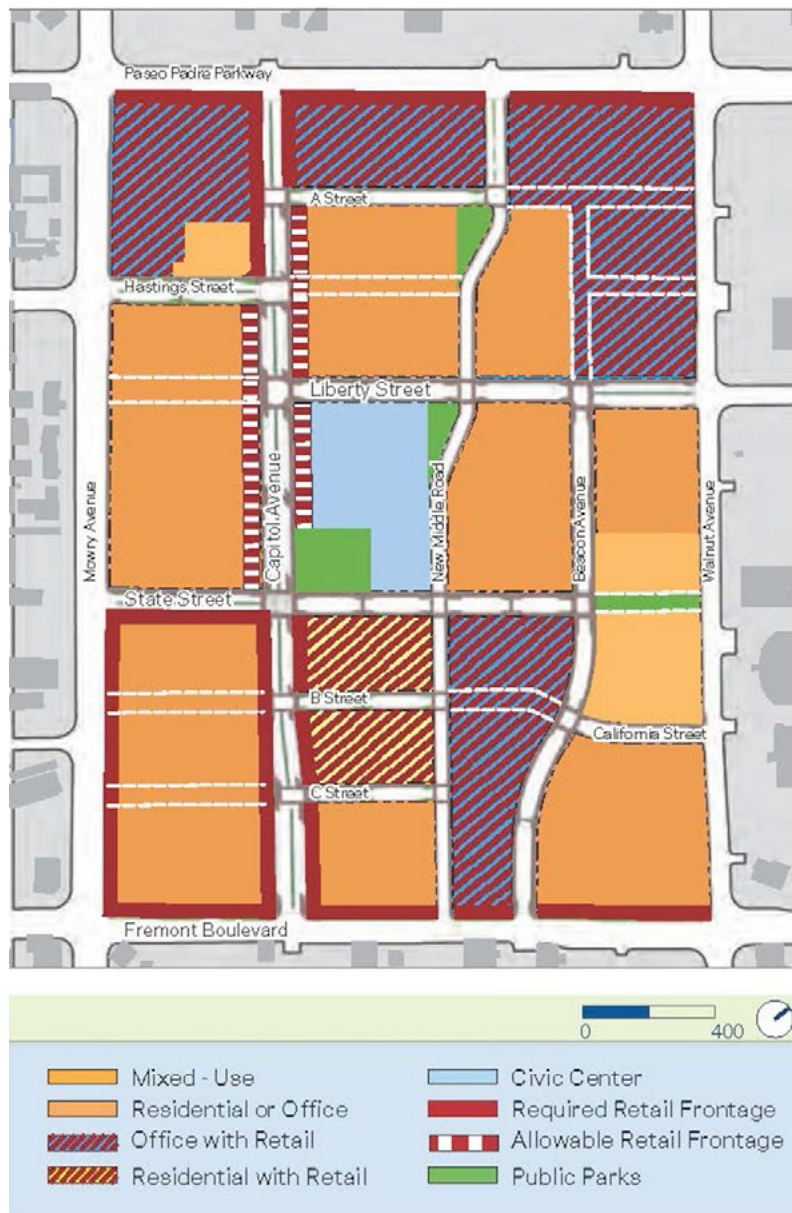 Paseo Padre Parkway
A Street
Hastings Street
Liberty Street
Mowry Avenue
Capitol Avenue
New Middle Road
Beacon Avenue
Walnut Avenue
State Street
B Street
California Street
C Street
Fremont Boulevard
0 400
Mixed - Use
Residential or Office
Office with Retail
Residential with Retail
Civic Center
Required Retail Frontage
Allowable Retail Frontage
Public Parks